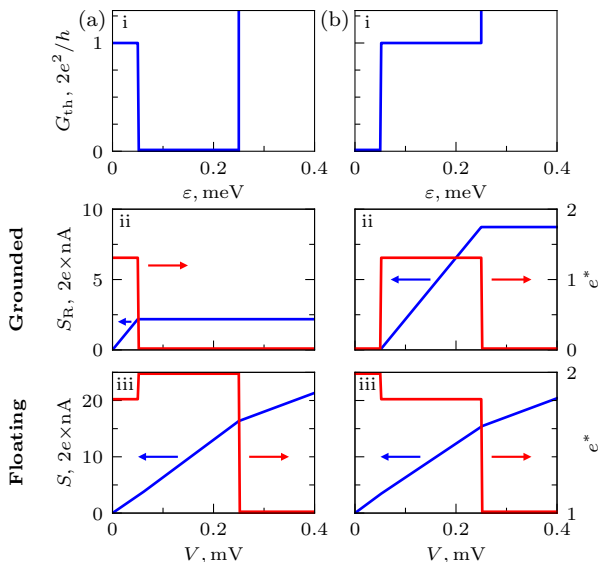 (a)
(b)
i
i
1
0
G_th, 2e²/h
0
0.2
0.4
0
0.2
0.4
ε, meV
ε, meV
Grounded
ii
ii
10
5
0
S_R, 2e×nA
2
1
0
e*
Floating
iii
iii
20
10
0
S, 2e×nA
2
1
e*
0
0.2
0.4
0
0.2
0.4
V, mV
V, mV